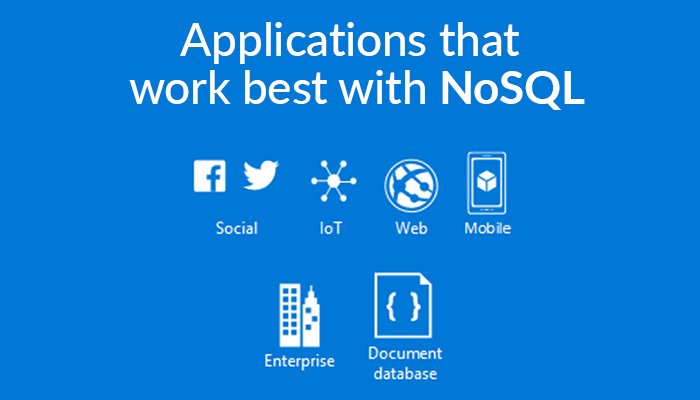 Applications that
work best with NoSQL
Social IoT Web Mobile
Enterprise
Document
database